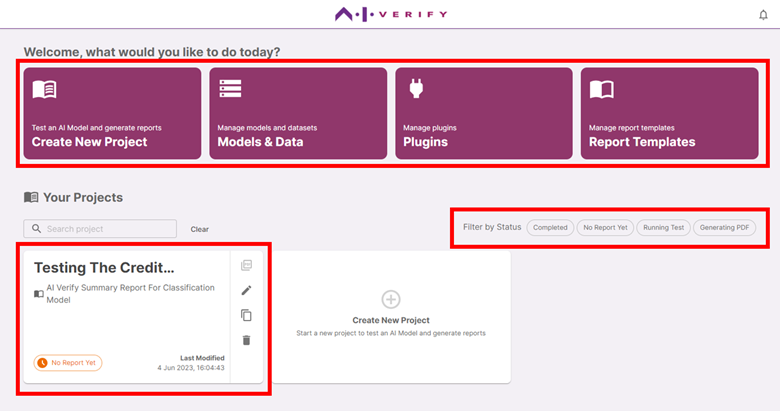 AI VERIFY
Welcome, what would you like to do today?
Test an AI Model and generate reports
Create New Project
Manage models and datasets
Models & Data
Manage plugins
Plugins
Manage report templates
Report Templates
Your Projects
Search project
Clear
Filter by Status
Completed
No Report Yet
Running Test
Generating PDF
Testing The Credit...
AI Verify Summary Report For Classification
Model
No Report Yet
Last Modified
4 Jun 2023, 16:04:43
Create New Project
Start a new project to test an AI Model and generate reports